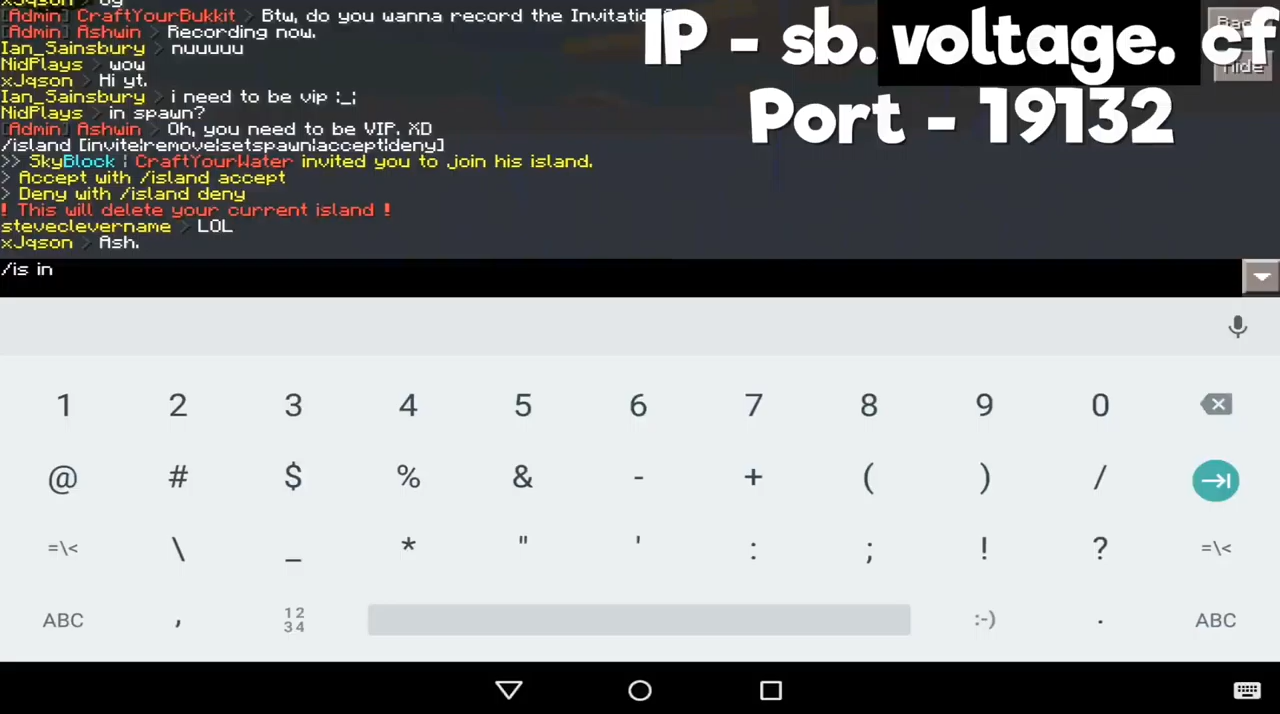 [Admin] CraftYourBukkit > Btw, do you wanna record the Invitation?
[Admin] Ashwin > Recording now.
Ian_Sainsbury > nuuuuu
NidPlays > wow
xJqson > Hi yt.
Ian_Sainsbury > i need to be vip :_;
NidPlays > in spawn?
[Admin] Ashwin > Oh, you need to be VIP. XD
/island [invite|remove|setspawn|accept|deny]
>> SkyBlock ¦ CraftYourWater invited you to join his island.
> Accept with /island accept
> Deny with /island deny
! This will delete your current island !
steveclevername > LOL
xJqson > Ash.
/is in
IP - sb. voltage. cf
Port - 19132
Back
Hide
1 2 3 4 5 6 7 8 9 0
@ # $ % & - + ( ) /
=\< \ _ * " ' : ; ! ? =\<
ABC , 12 34 :-) . ABC